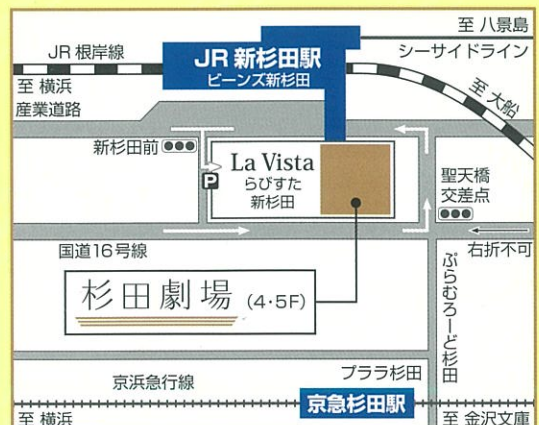 至 八景島
JR 根岸線
JR 新杉田駅
ビーンズ新杉田
シーサイドライン
至 横浜
至 大船
産業道路
新杉田前
P
La Vista
らびすた
新杉田
聖天橋
交差点
国道16号線
右折不可
杉田劇場 (4・5F)
ぷらむろーど杉田
プララ杉田
京浜急行線
京急杉田駅
至 横浜
至 金沢文庫